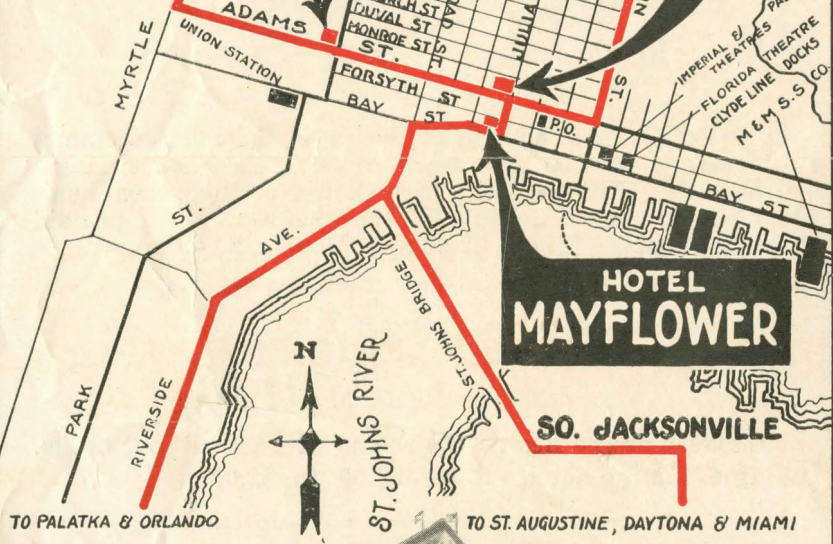 ADAMS
ST.
DUVAL ST
MONROE ST.
MYRTLE
UNION STATION
FORSYTH
ST
BAY
ST
ST.
IMPERIAL &
THEATRES
FLORIDA THEATRE
CLYDE LINE DOCKS
M & M S.S CO.
P.O.
BAY ST
ST.
AVE.
HOTEL
MAYFLOWER
ST. JOHNS BRIDGE
N
ST. JOHNS RIVER
PARK
RIVERSIDE
SO. JACKSONVILLE
TO PALATKA & ORLANDO
TO ST. AUGUSTINE, DAYTONA & MIAMI